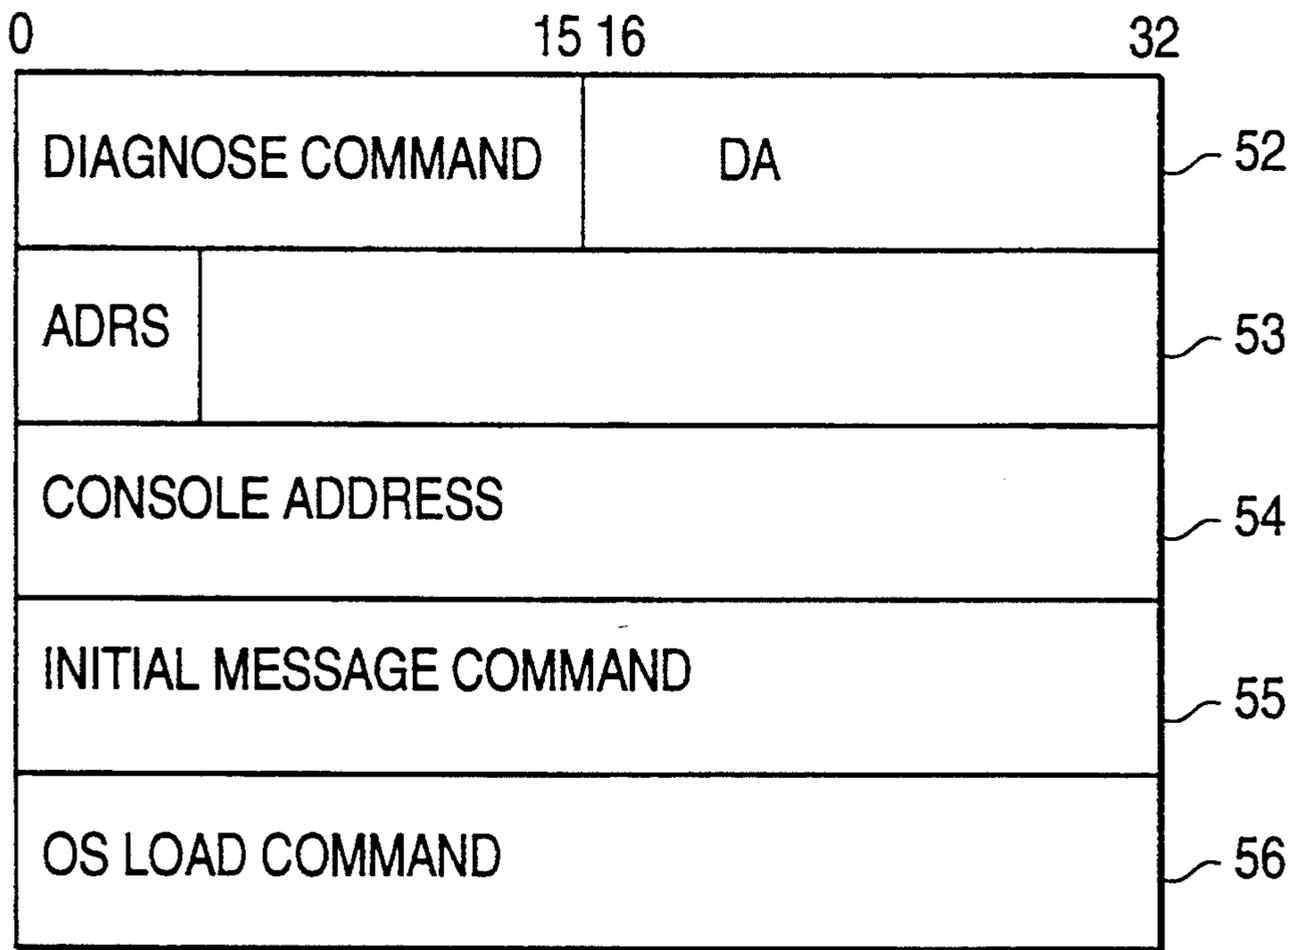 0 15 16 32
DIAGNOSE COMMAND DA 52
ADRS 53
CONSOLE ADDRESS 54
INITIAL MESSAGE COMMAND 55
OS LOAD COMMAND 56